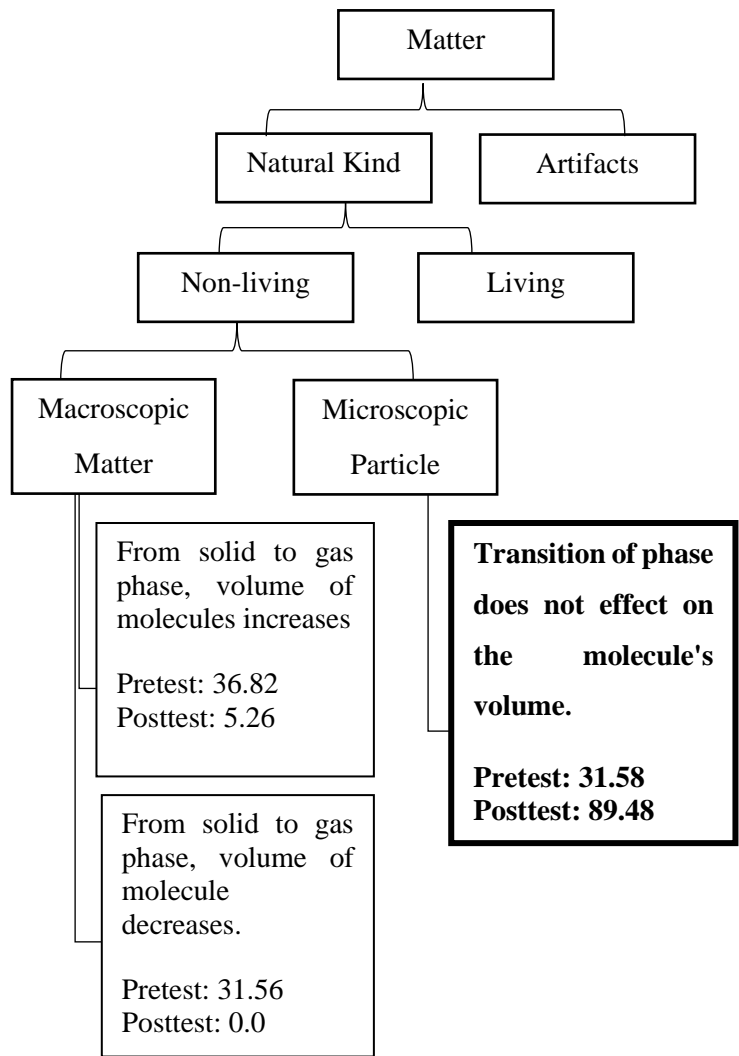 Matter
Natural Kind
Artifacts
Non-living
Living
Macroscopic
Matter
Microscopic
Particle
From solid to gas
phase, volume of
molecules increases
Pretest: 36.82
Posttest: 5.26
Transition of phase
does not effect on
the molecule's
volume.
Pretest: 31.58
Posttest: 89.48
From solid to gas
phase, volume of
molecule
decreases.
Pretest: 31.56
Posttest: 0.0